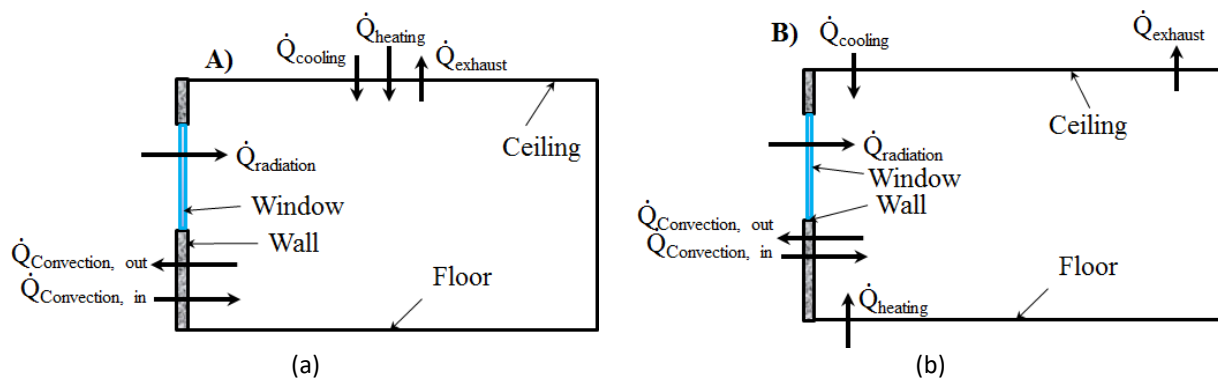 A)
Q̇cooling
Q̇heating
Q̇exhaust
Ceiling
Q̇radiation
Window
Wall
Q̇Convection, out
Q̇Convection, in
Floor
(a)
B)
Q̇cooling
Q̇exhaust
Ceiling
Q̇radiation
Window
Wall
Q̇Convection, out
Q̇Convection, in
Floor
Q̇heating
(b)